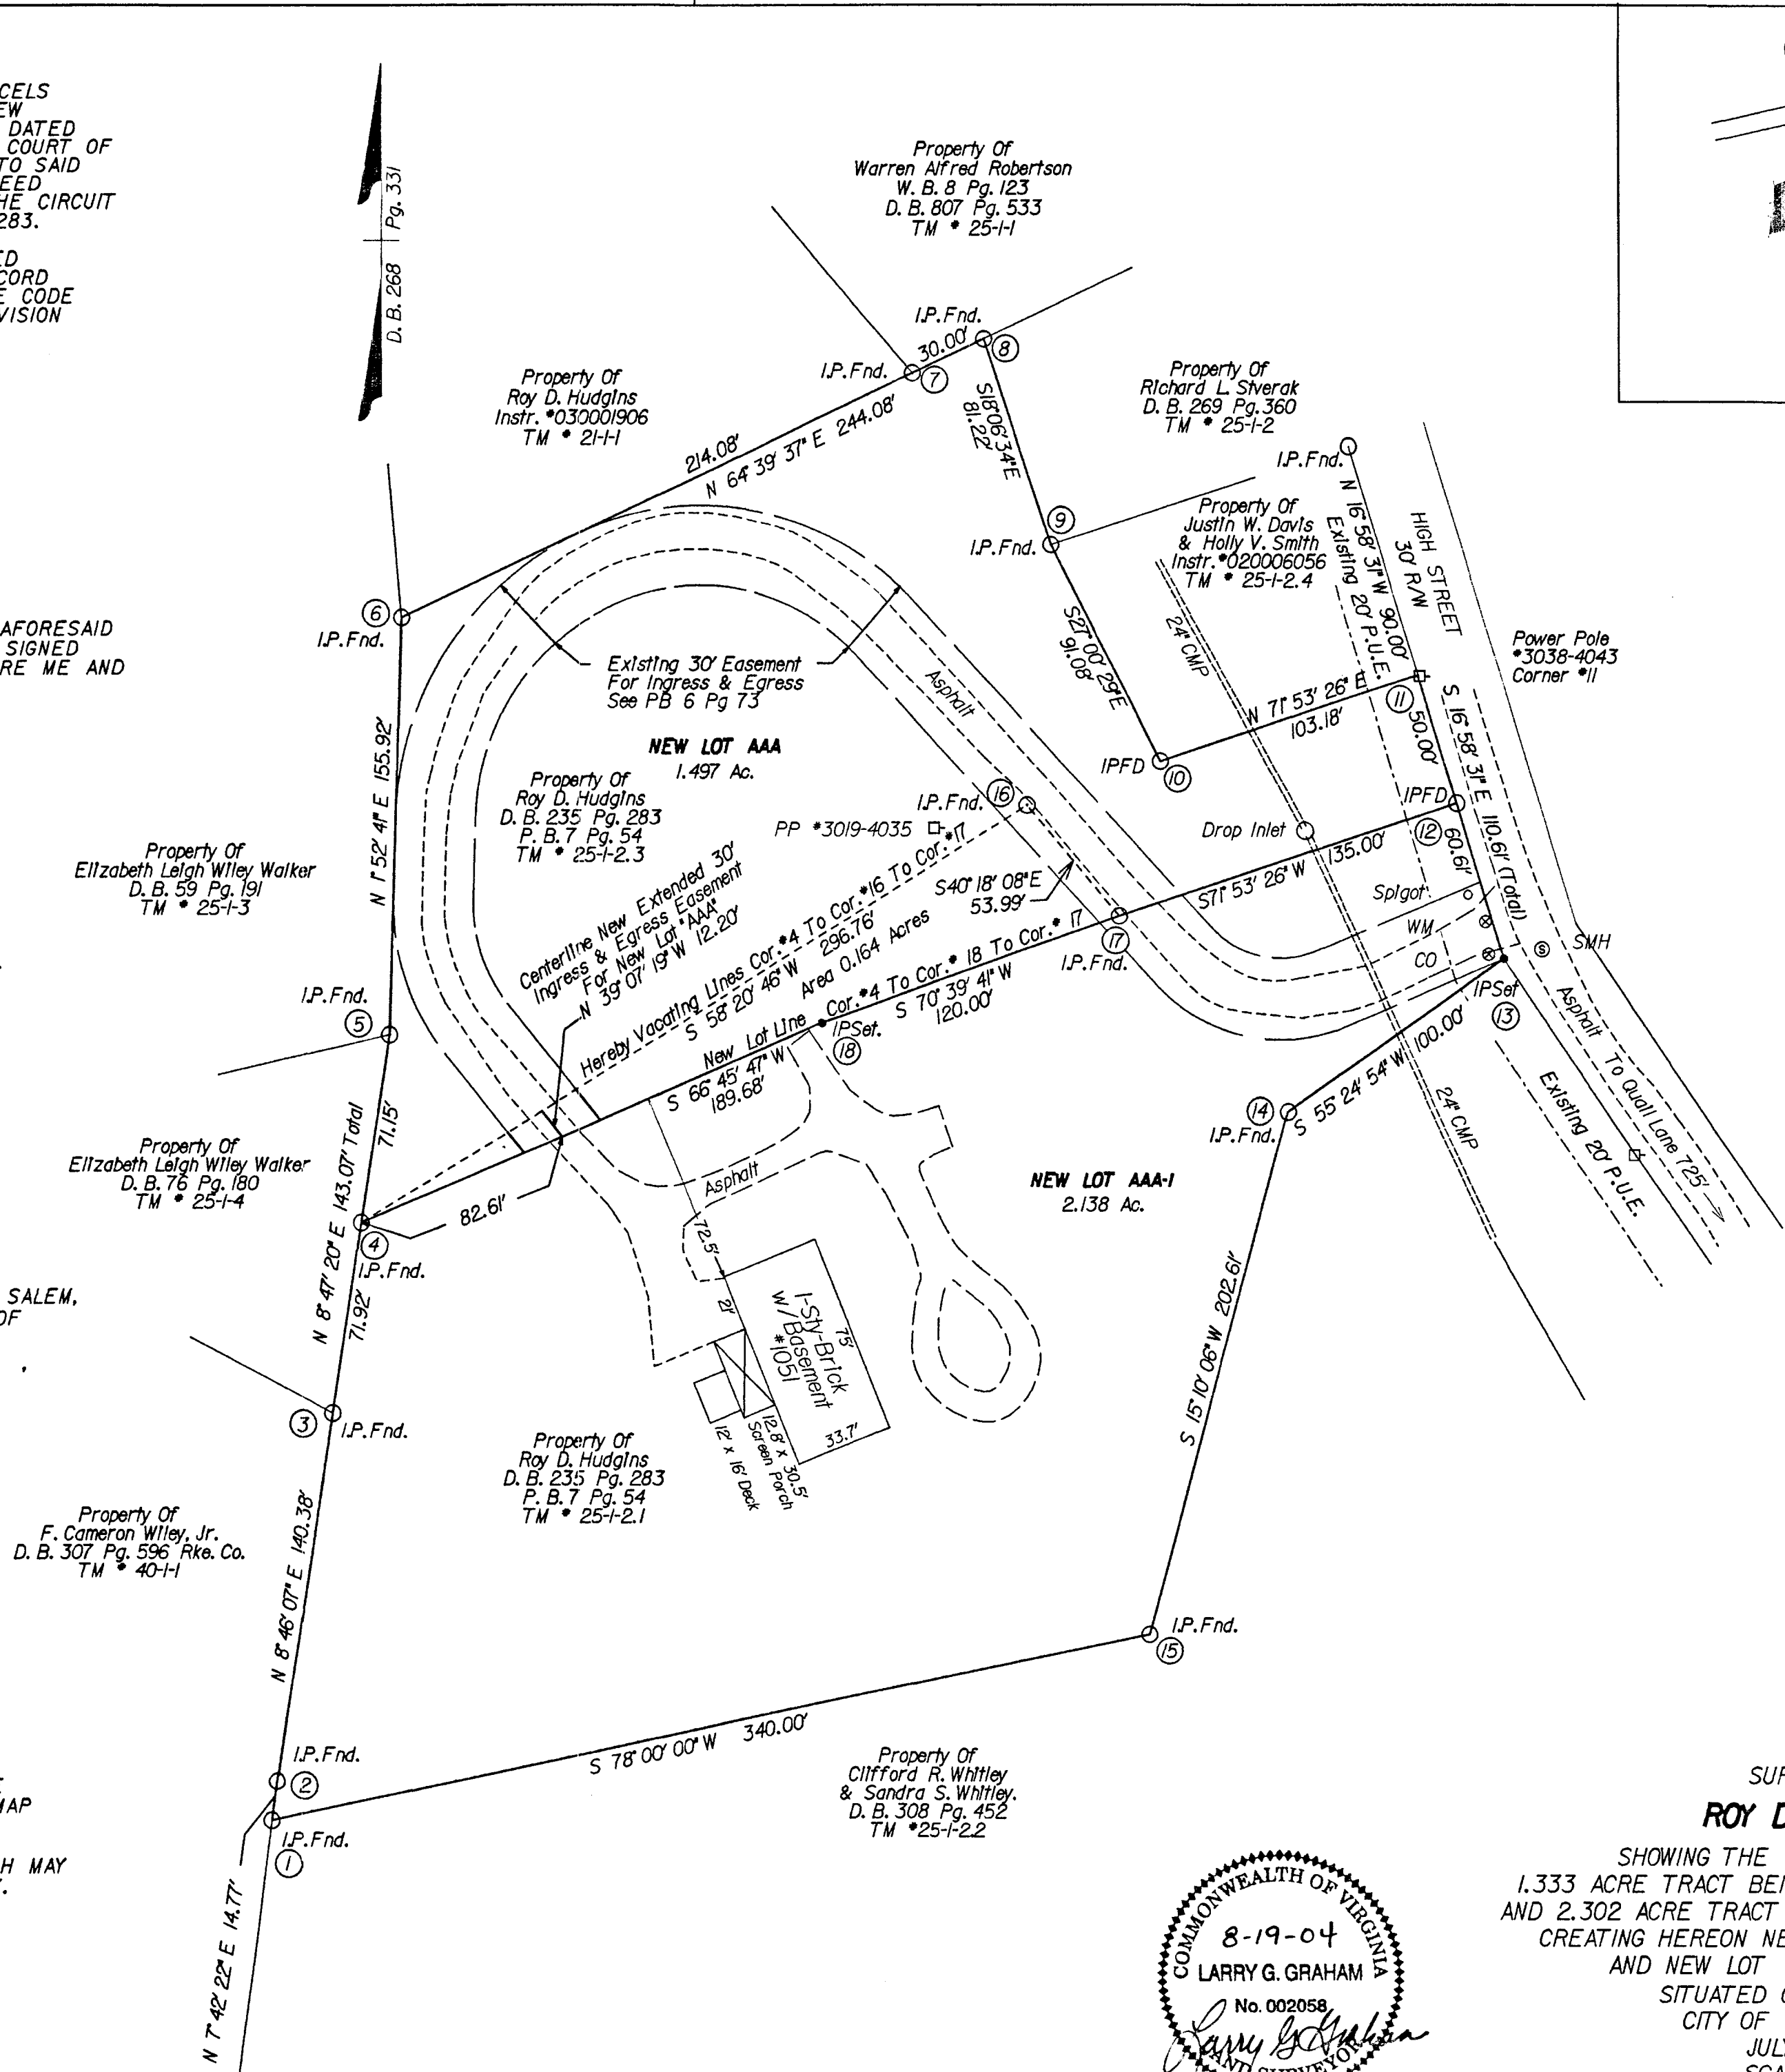 CELS
EW
DATED
COURT OF
TO SAID
EED
HE CIRCUIT
283.
ED
CORD
E CODE
VISION
D. B. 268 Pg. 331
Property Of
Warren Alfred Robertson
W. B. 8 Pg. 123
D. B. 807 Pg. 533
TM # 25-1-1
I.P. Fnd.
8
30.00'
I.P. Fnd.
7
Property Of
Roy D. Hudgins
Instr. #030001906
TM # 21-1-1
214.08'
N 64° 39' 37" E 244.08'
S18°06'34"E
81.22'
Property Of
Richard L. Stverak
D. B. 269 Pg. 360
TM # 25-1-2
I.P. Fnd.
9
I.P. Fnd.
Property Of
Justin W. Davis
& Holly V. Smith
Instr. #020006056
TM # 25-1-2.4
N 16° 58' 31" W 90.00'
Existing 20' P.U.E.
HIGH STREET
30' R/W
Power Pole
#3038-4043
Corner #11
AFORESAID
SIGNED
RE ME AND
6
I.P. Fnd.
Existing 30' Easement
For Ingress & Egress
See PB 6 Pg 73
Asphalt
S27° 00' 29"E
91.08'
24" CMP
N 71° 53' 26" E
103.18'
11
50.00'
S 16° 58' 31" E 110.61' (Total)
IPFD
10
NEW LOT AAA
1.497 Ac.
Property Of
Roy D. Hudgins
D. B. 235 Pg. 283
P. B. 7 Pg. 54
TM # 25-1-2.3
N 1° 52' 41" E 155.92'
I.P. Fnd.
16
PP #3019-4035
Drop Inlet
IPFD
12
135.00'
60.61'
S71° 53' 26" W
Property Of
Elizabeth Leigh Wiley Walker
D. B. 59 Pg. 191
TM # 25-1-3
Centerline New Extended 30'
Ingress & Egress Easement
For New Lot "AAA"
N 39° 07' 19" W 12.20'
Hereby Vacating Lines Cor. #4 To Cor. #16 To Cor. #17
S 58° 20' 46" W 296.76'
Area 0.164 Acres
S40° 18' 08"E
53.99'
Spigot
WM
CO
SMH
17
I.P. Fnd.
New Lot Line Cor. #4 To Cor. # 18 To Cor. # 17
S 70° 39' 41" W
120.00'
IPSet.
18
S 66° 45' 47" W
189.68'
I.P. Fnd.
5
IPSet
13
Asphalt
To Quail Lane 725'
Existing 20' P.U.E.
24" CMP
S 55° 24' 54" W 100.00'
14
I.P. Fnd.
Property Of
Elizabeth Leigh Wiley Walker
D. B. 76 Pg. 180
TM # 25-1-4
71.15'
N 8° 47' 20" E 143.07' Total
71.92'
82.61'
4
I.P. Fnd.
Asphalt
NEW LOT AAA-1
2.138 Ac.
72.5'
21'
75'
1-Sty-Brick
w/Basement
#1051
33.7'
12.8' x 30.5'
Screen Porch
12' x 16' Deck
SALEM,
OF
3
I.P. Fnd.
Property Of
Roy D. Hudgins
D. B. 235 Pg. 283
P. B. 7 Pg. 54
TM # 25-1-2.1
S 15° 10' 06" W 202.61'
Property Of
F. Cameron Wiley, Jr.
D. B. 307 Pg. 596 Rke. Co.
TM # 40-1-1
N 8° 46' 07" E 140.38'
I.P. Fnd.
15
S 78° 00' 00" W 340.00'
I.P. Fnd.
2
I.P. Fnd.
1
Property Of
Clifford R. Whitley
& Sandra S. Whitley.
D. B. 308 Pg. 452
TM #25-1-2.2
MAP
H MAY
N 7° 42' 22" E 14.77'
COMMONWEALTH OF VIRGINIA
8-19-04
LARRY G. GRAHAM
No. 002058
Larry G Graham
AND SURVEYOR
SUR
ROY D
SHOWING THE
1.333 ACRE TRACT BEI
AND 2.302 ACRE TRACT
CREATING HEREON NE
AND NEW LOT
SITUATED
CITY OF
JUL
SCA